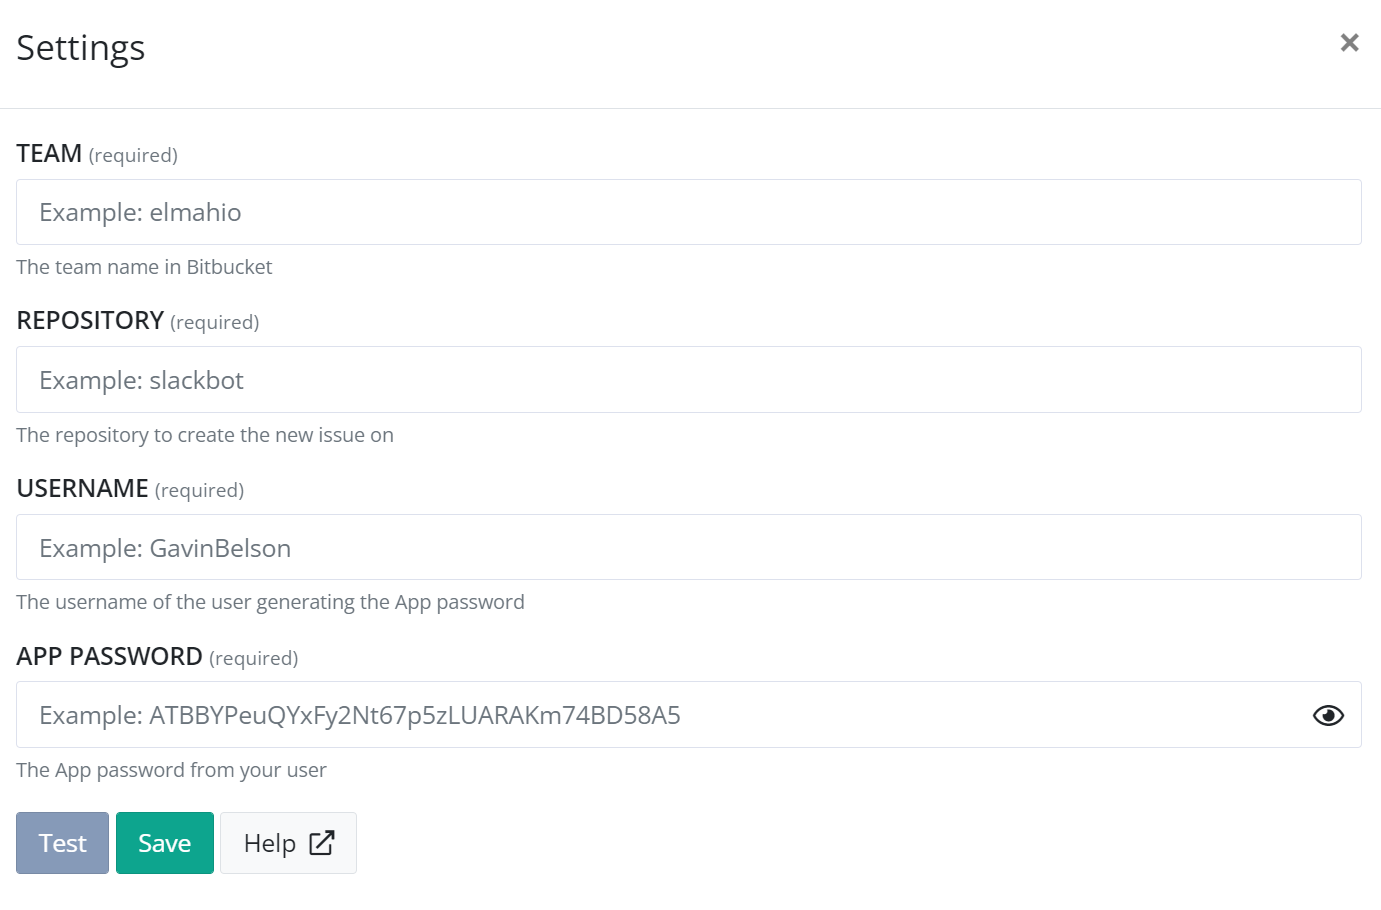 Settings
TEAM (required)
Example: elmahio
The team name in Bitbucket
REPOSITORY (required)
Example: slackbot
The repository to create the new issue on
USERNAME (required)
Example: GavinBelson
The username of the user generating the App password
APP PASSWORD (required)
Example: ATBBYPeuQYxFy2Nt67p5zLUARAKm74BD58A5
The App password from your user
Test Save Help